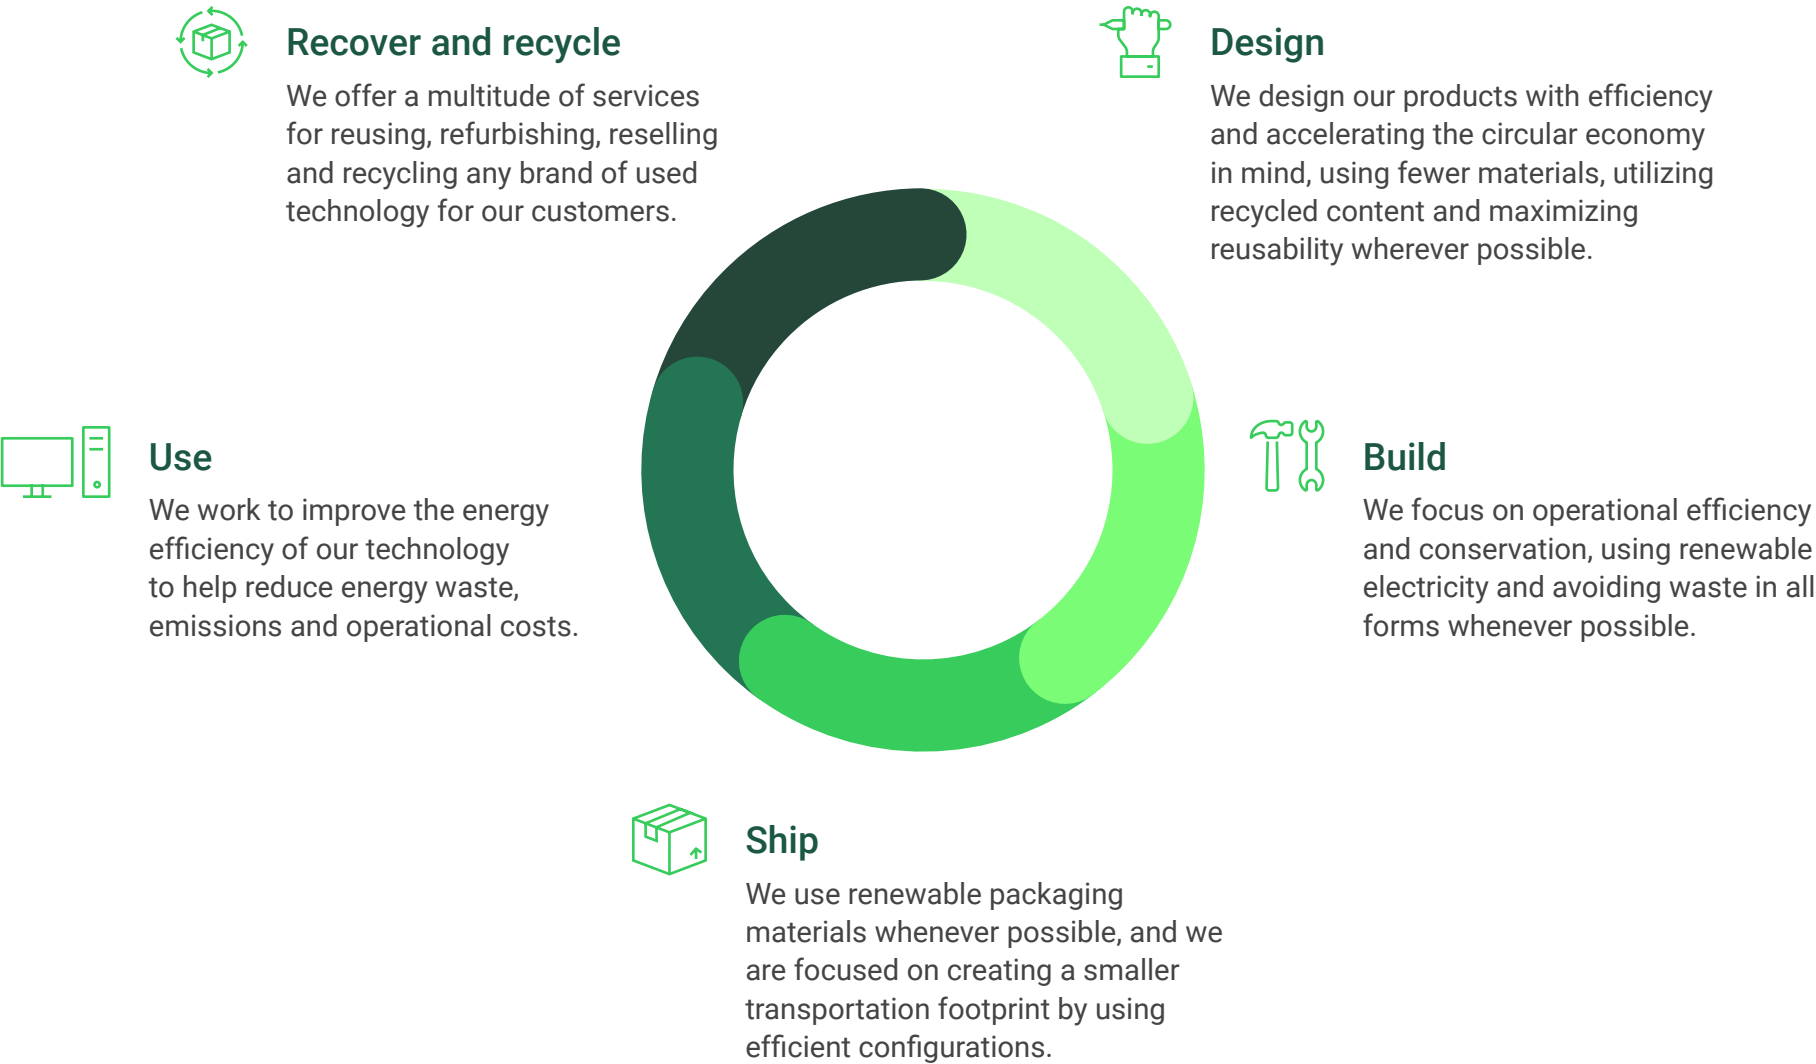 Recover and recycle
We offer a multitude of services
for reusing, refurbishing, reselling
and recycling any brand of used
technology for our customers.
Design
We design our products with efficiency
and accelerating the circular economy
in mind, using fewer materials, utilizing
recycled content and maximizing
reusability wherever possible.
Use
We work to improve the energy
efficiency of our technology
to help reduce energy waste,
emissions and operational costs.
Build
We focus on operational efficiency
and conservation, using renewable
electricity and avoiding waste in all
forms whenever possible.
Ship
We use renewable packaging
materials whenever possible, and we
are focused on creating a smaller
transportation footprint by using
efficient configurations.